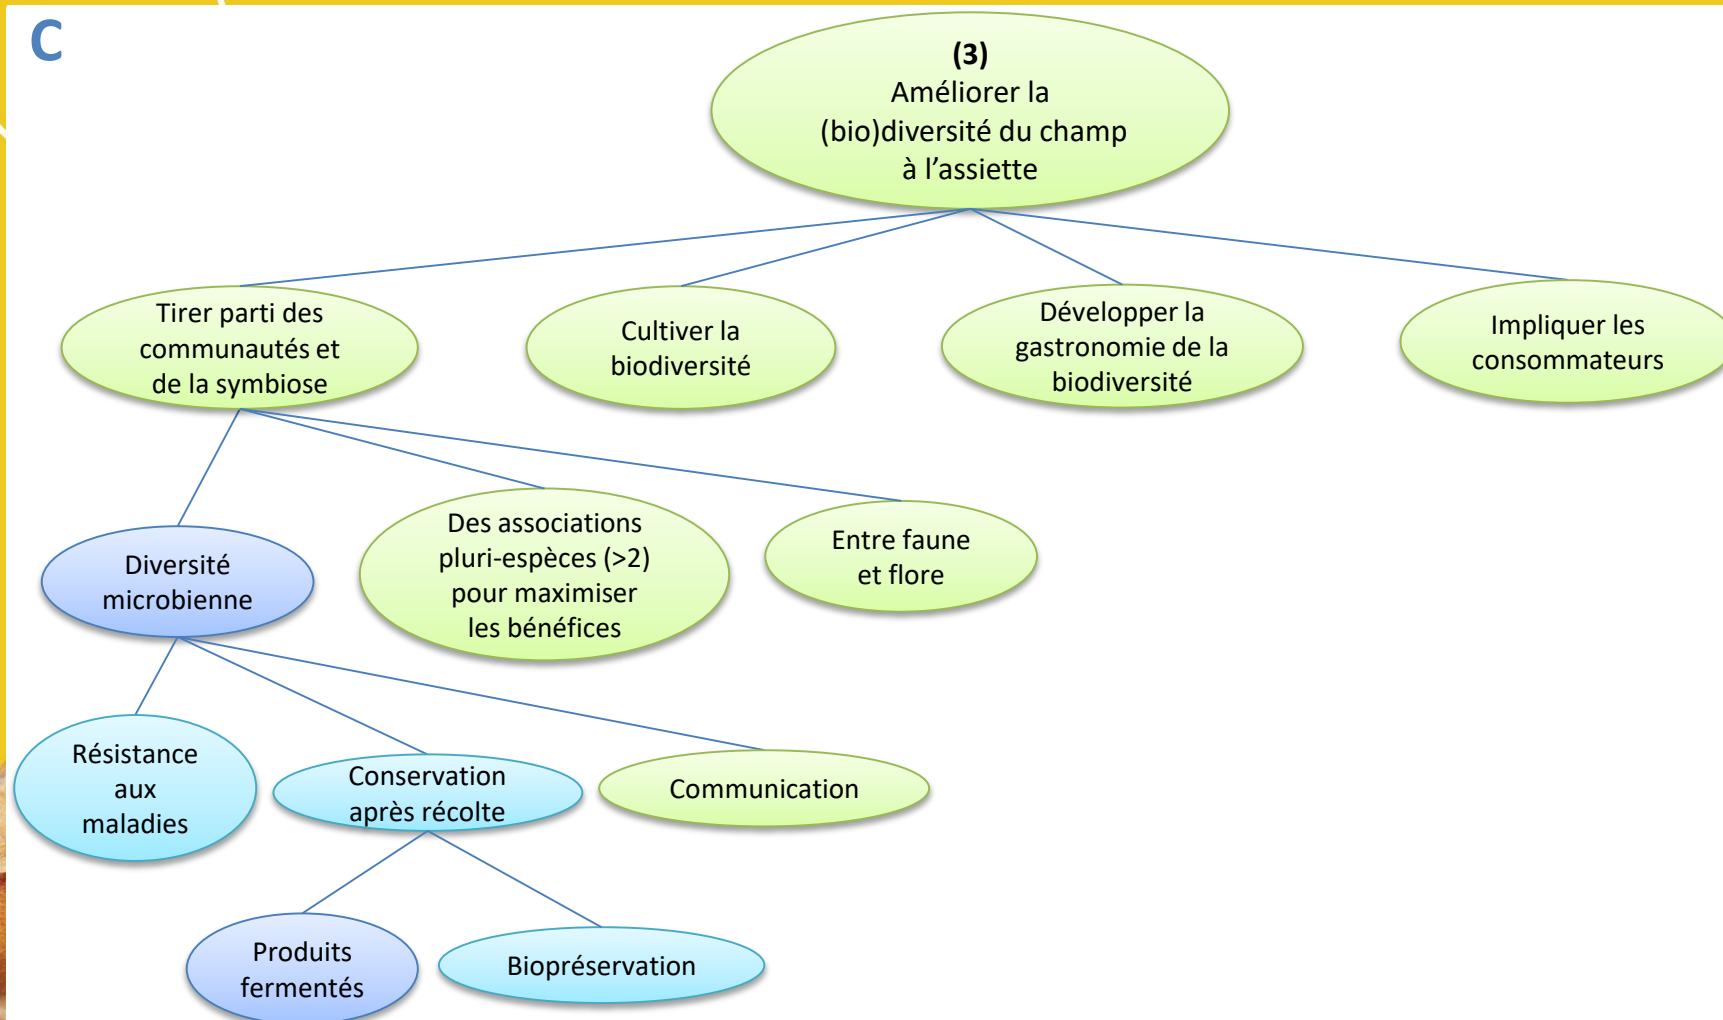 C
(3)
Améliorer la
(bio)diversité du champ
à l’assiette
Tirer parti des
communautés et
de la symbiose
Cultiver la
biodiversité
Développer la
gastronomie de la
biodiversité
Impliquer les
consommateurs
Diversité
microbienne
Des associations
pluri-espèces (>2)
pour maximiser
les bénéfices
Entre faune
et flore
Résistance
aux
maladies
Conservation
après récolte
Communication
Produits
fermentés
Biopréservation